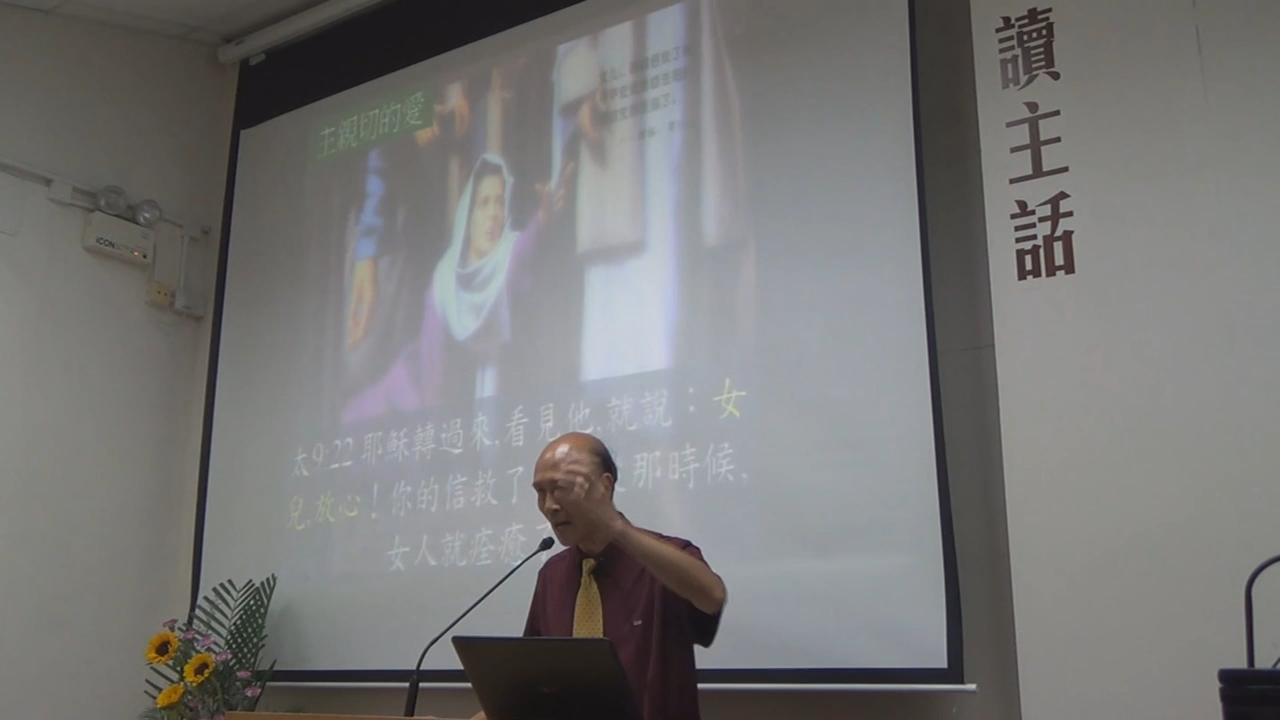 主親切的愛
太9:22 耶穌轉過來,看見他,就說：女
兒,放心！你的信救了 那時候,
女人就痊癒了
讀主話
iCON